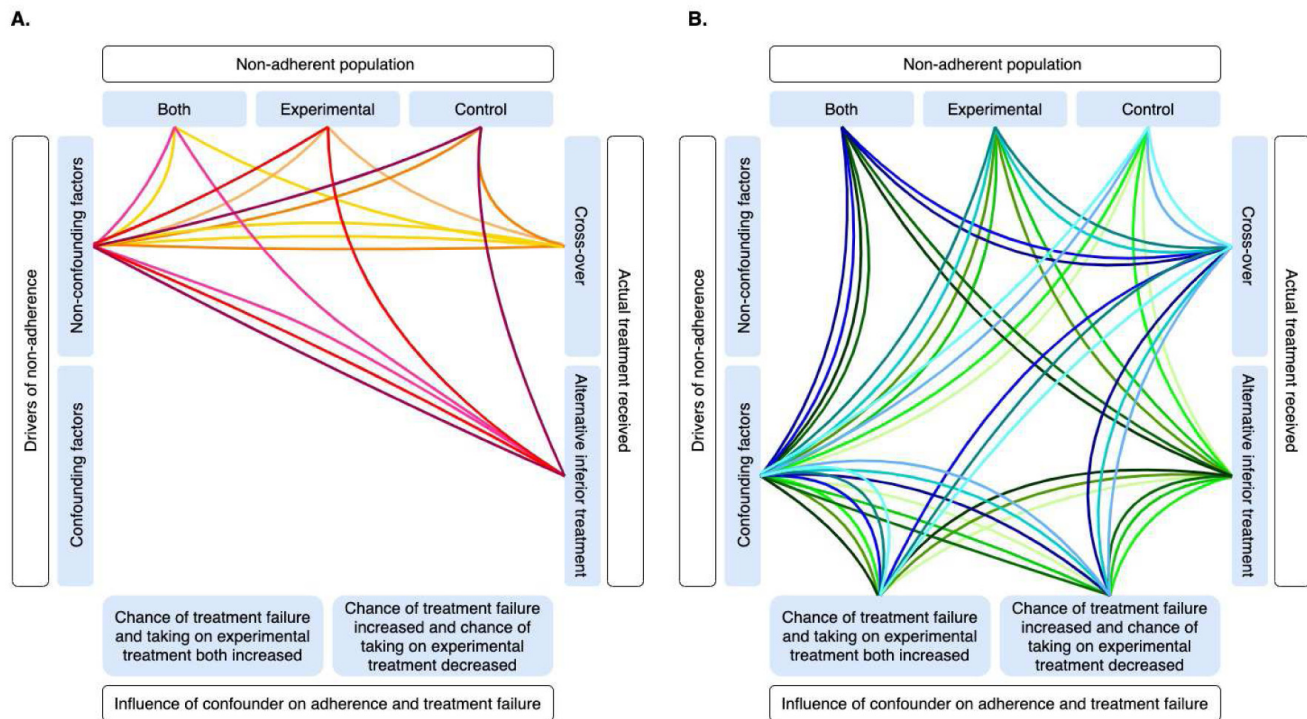 A.
Non-adherent population
Both
Experimental
Control
Drivers of non-adherence
Non-confounding factors
Confounding factors
Cross-over
Alternative inferior treatment
Actual treatment received
Chance of treatment failure
and taking on experimental
treatment both increased
Chance of treatment failure
increased and chance of
taking on experimental
treatment decreased
Influence of confounder on adherence and treatment failure
B.
Non-adherent population
Both
Experimental
Control
Drivers of non-adherence
Non-confounding factors
Confounding factors
Cross-over
Alternative inferior treatment
Actual treatment received
Chance of treatment failure
and taking on experimental
treatment both increased
Chance of treatment failure
increased and chance of
taking on experimental
treatment decreased
Influence of confounder on adherence and treatment failure